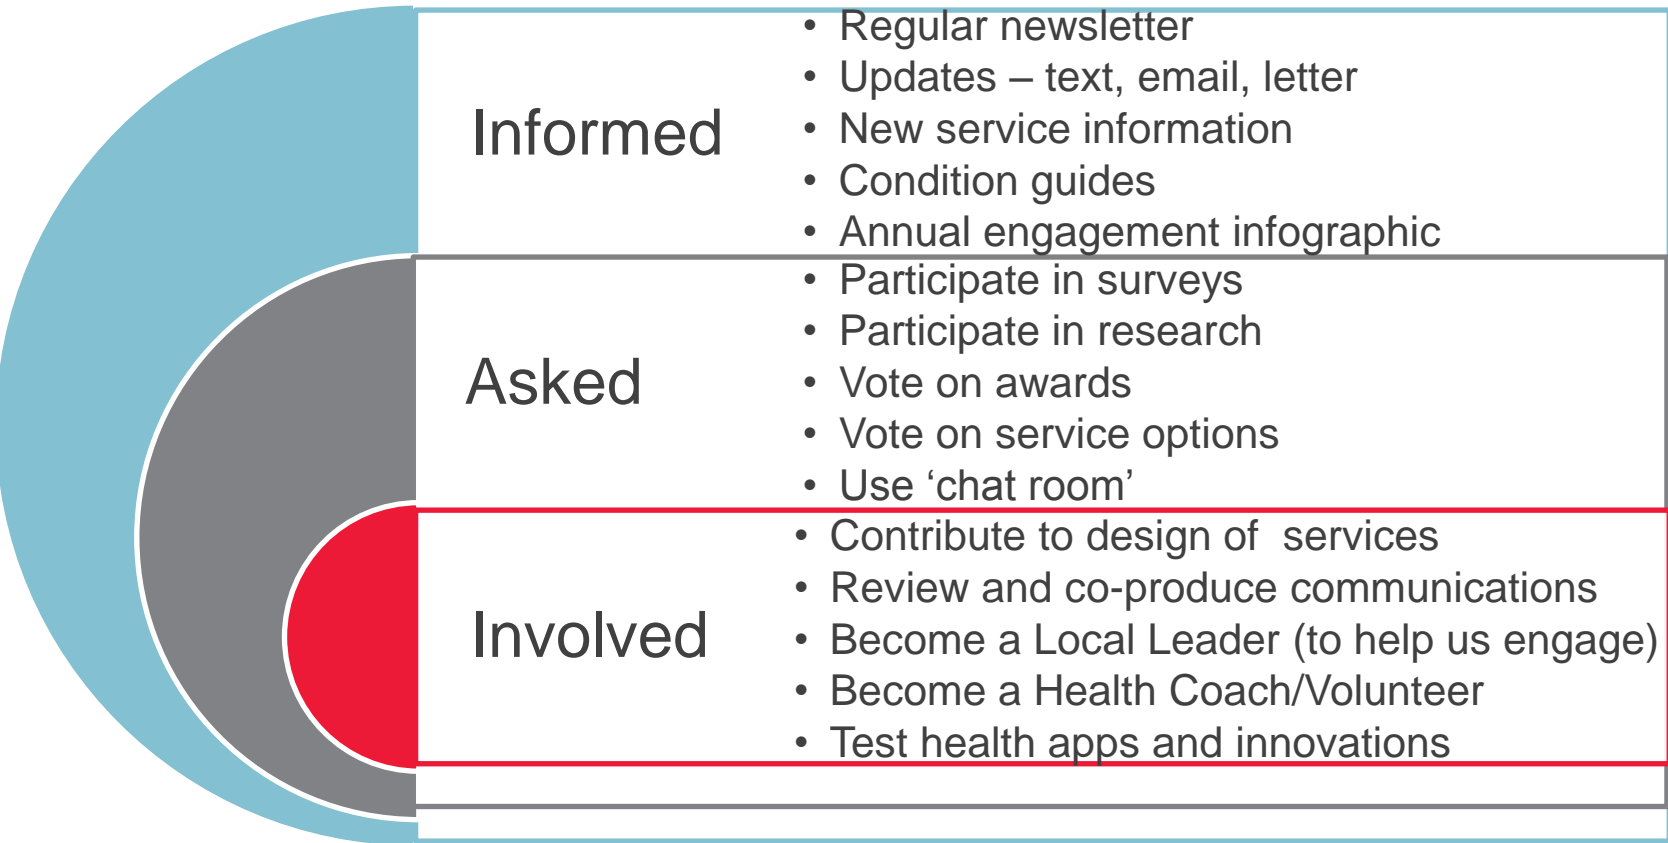 Informed
• Regular newsletter
• Updates – text, email, letter
• New service information
• Condition guides
• Annual engagement infographic
Asked
• Participate in surveys
• Participate in research
• Vote on awards
• Vote on service options
• Use ‘chat room’
Involved
• Contribute to design of  services
• Review and co-produce communications
• Become a Local Leader (to help us engage)
• Become a Health Coach/Volunteer
• Test health apps and innovations